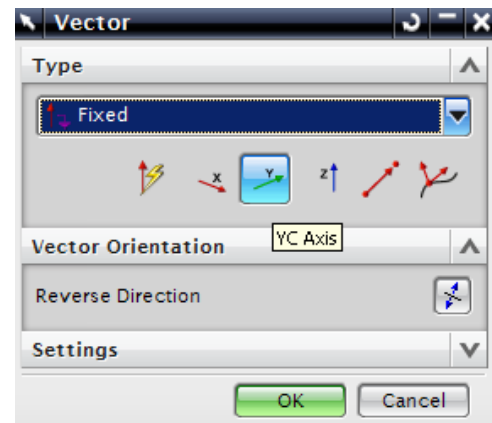 Vector
Type
Fixed
X
Y
Z
YC Axis
Vector Orientation
Reverse Direction
Settings
OK
Cancel